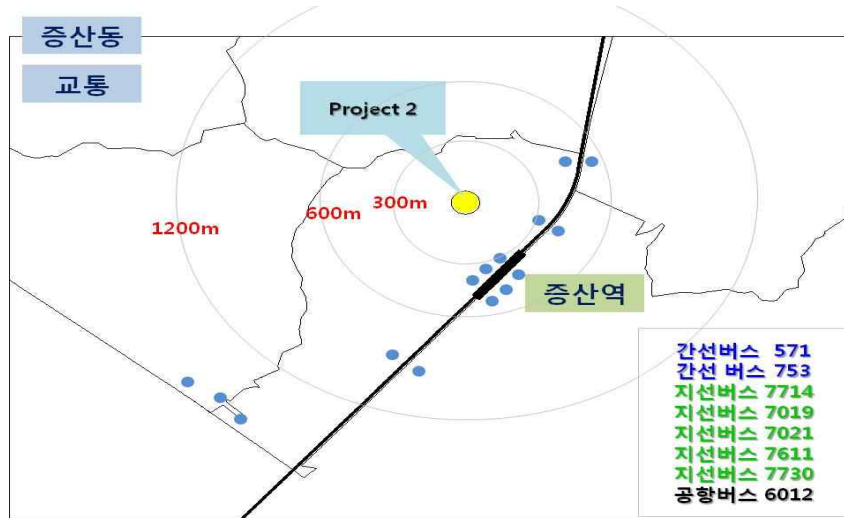 증산동
교통
Project 2
300m
600m
1200m
증산역
간선버스 571
간선 버스 753
지선버스 7714
지선버스 7019
지선버스 7021
지선버스 7611
지선버스 7730
공항버스 6012